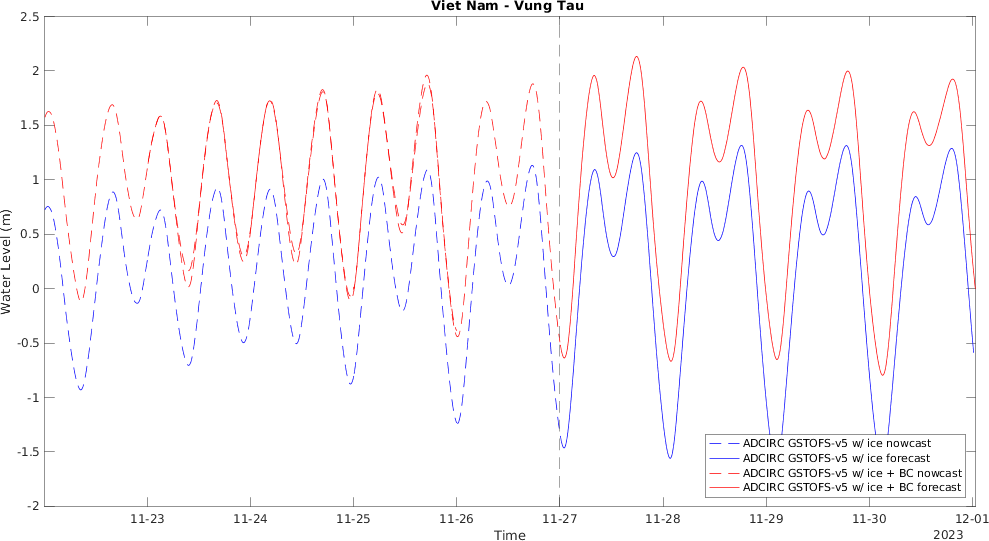 Viet Nam - Vung Tau
2.5
2
1.5
1
0.5
0
-0.5
-1
-1.5
-2
Water Level (m)
ADCIRC GSTOFS-v5 w/ ice nowcast
ADCIRC GSTOFS-v5 w/ ice forecast
ADCIRC GSTOFS-v5 w/ ice + BC nowcast
ADCIRC GSTOFS-v5 w/ ice + BC forecast
11-23 11-24 11-25 11-26 11-27 11-28 11-29 11-30 12-01
Time
2023